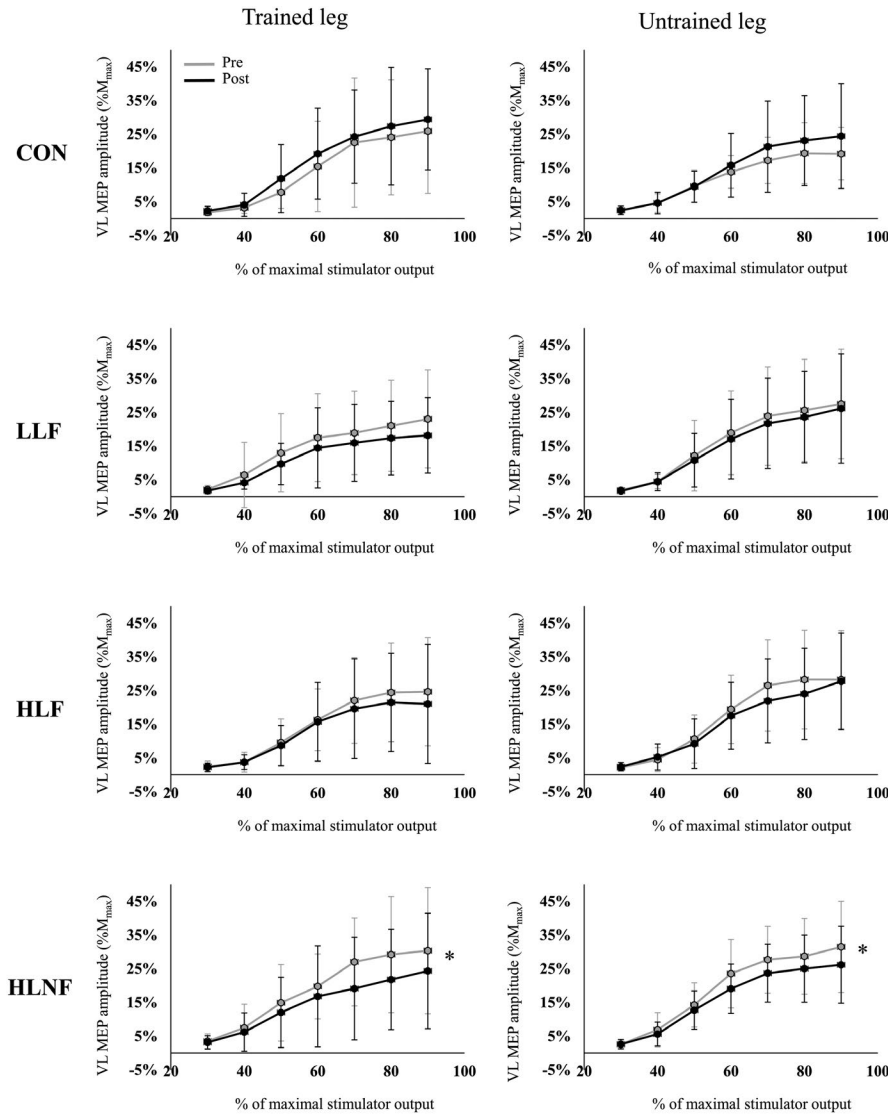 Trained leg
Untrained leg
CON
VL MEP amplitude (%Mmax)
45%
35%
25%
15%
5%
-5%
Pre
Post
20 40 60 80 100
% of maximal stimulator output
VL MEP amplitude (%Mmax)
45%
35%
25%
15%
5%
-5%
20 40 60 80 100
% of maximal stimulator output
LLF
VL MEP amplitude (%Mmax)
45%
35%
25%
15%
5%
-5%
20 40 60 80 100
% of maximal stimulator output
VL MEP amplitude (%Mmax)
45%
35%
25%
15%
5%
-5%
20 40 60 80 100
% of maximal stimulator output
HLF
VL MEP amplitude (%Mmax)
45%
35%
25%
15%
5%
-5%
20 40 60 80 100
% of maximal stimulator output
VL MEP amplitude (%Mmax)
45%
35%
25%
15%
5%
-5%
20 40 60 80 100
% of maximal stimulator output
HLNF
VL MEP amplitude (%Mmax)
45%
35%
25%
15%
5%
-5%
*
20 40 60 80 100
% of maximal stimulator output
VL MEP amplitude (%Mmax)
45%
35%
25%
15%
5%
-5%
*
20 40 60 80 100
% of maximal stimulator output